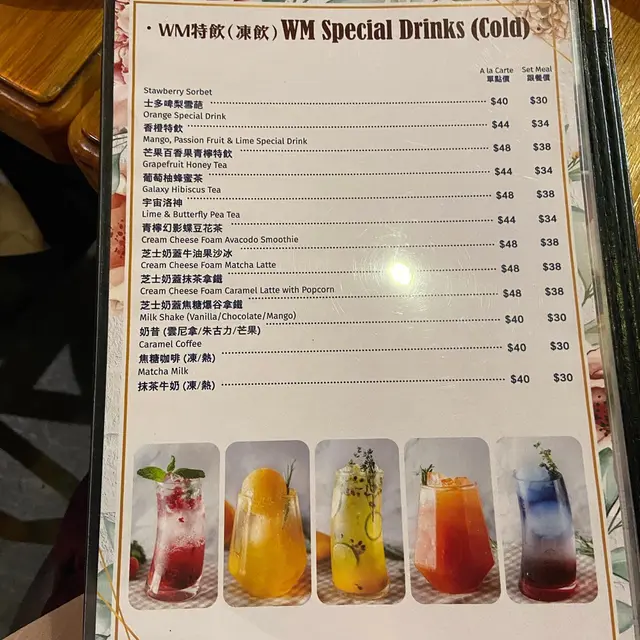 ·WM特飲(凍飲) WM Special Drinks (Cold)·
A la Carte Set Meal
單點價 跟餐價
Stawberry Sorbet
士多啤梨雪葩 $40 $30
Orange Special Drink
香橙特飲 $44 $34
Mango, Passion Fruit & Lime Special Drink
芒果百香果青檸特飲 $48 $38
Grapefruit Honey Tea
葡萄柚蜂蜜茶 $44 $34
Galaxy Hibiscus Tea
宇宙洛神 $48 $38
Lime & Butterfly Pea Tea
青檸幻影蝶豆花茶 $44 $34
Cream Cheese Foam Avacodo Smoothie
芝士奶蓋牛油果沙冰 $48 $38
Cream Cheese Foam Matcha Latte
芝士奶蓋抹茶拿鐵 $48 $38
Cream Cheese Foam Caramel Latte with Popcorn
芝士奶蓋焦糖爆谷拿鐵 $48 $38
Milk Shake (Vanilla/Chocolate/Mango)
奶昔 (雲尼拿/朱古力/芒果) $40 $30
Caramel Coffee
焦糖咖啡 (凍/熱) $40 $30
Matcha Milk
抹茶牛奶 (凍/熱) $40 $30